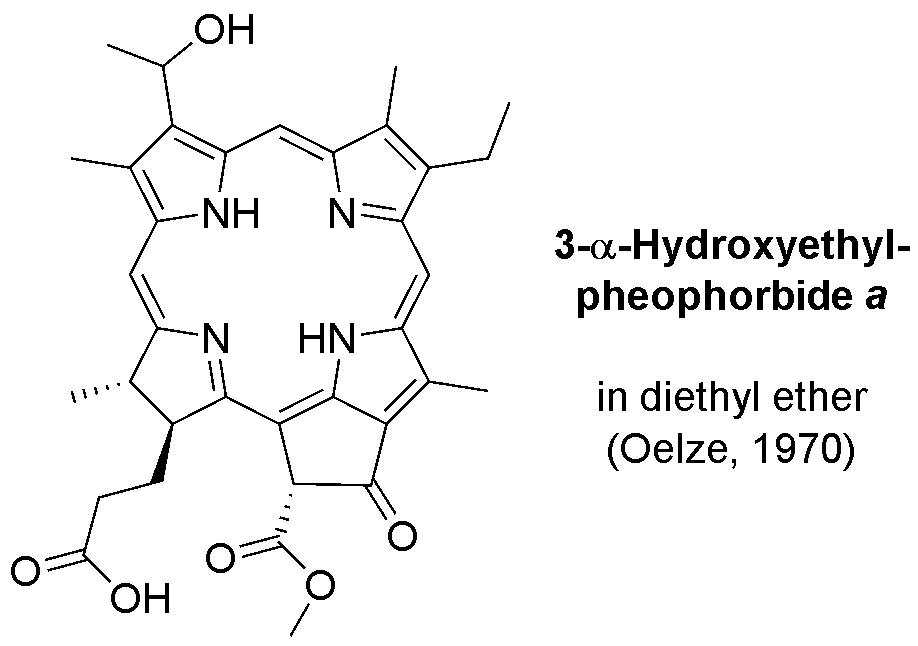 OH
NH
N
N
HN
3-α-Hydroxyethyl-
pheophorbide a
in diethyl ether
(Oelze, 1970)
O
O
O
O
OH